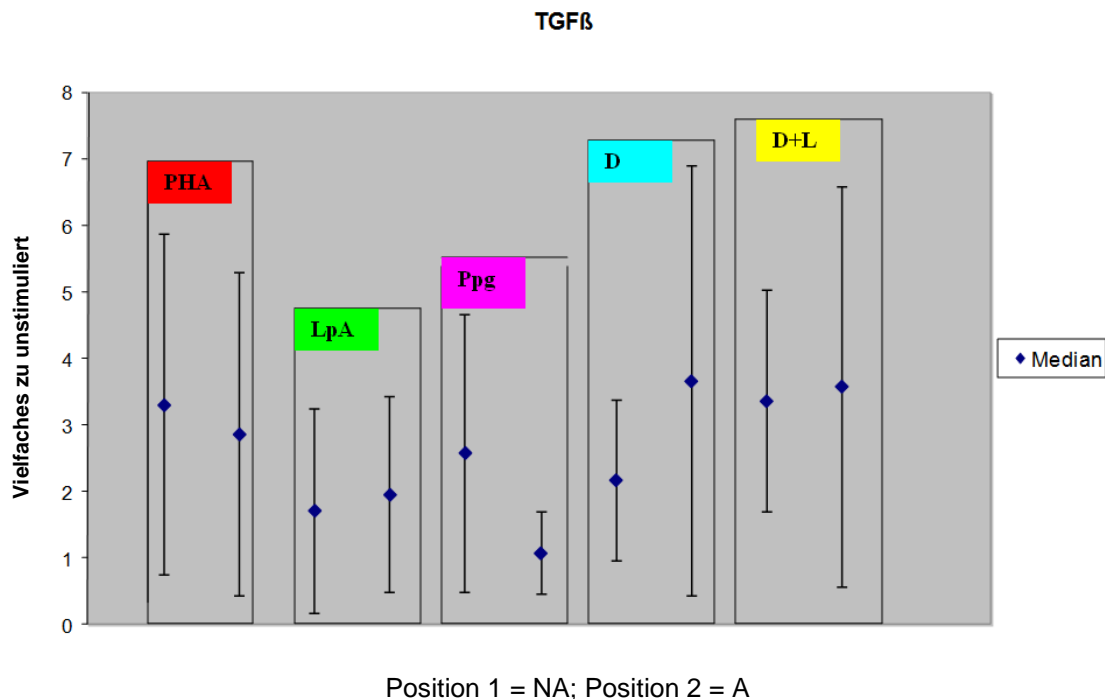 TGFß
Vielfaches zu unstimuliert
8
7
6
5
4
3
2
1
0
PHA
LpA
Ppg
D
D+L
Median
Position 1 = NA; Position 2 = A